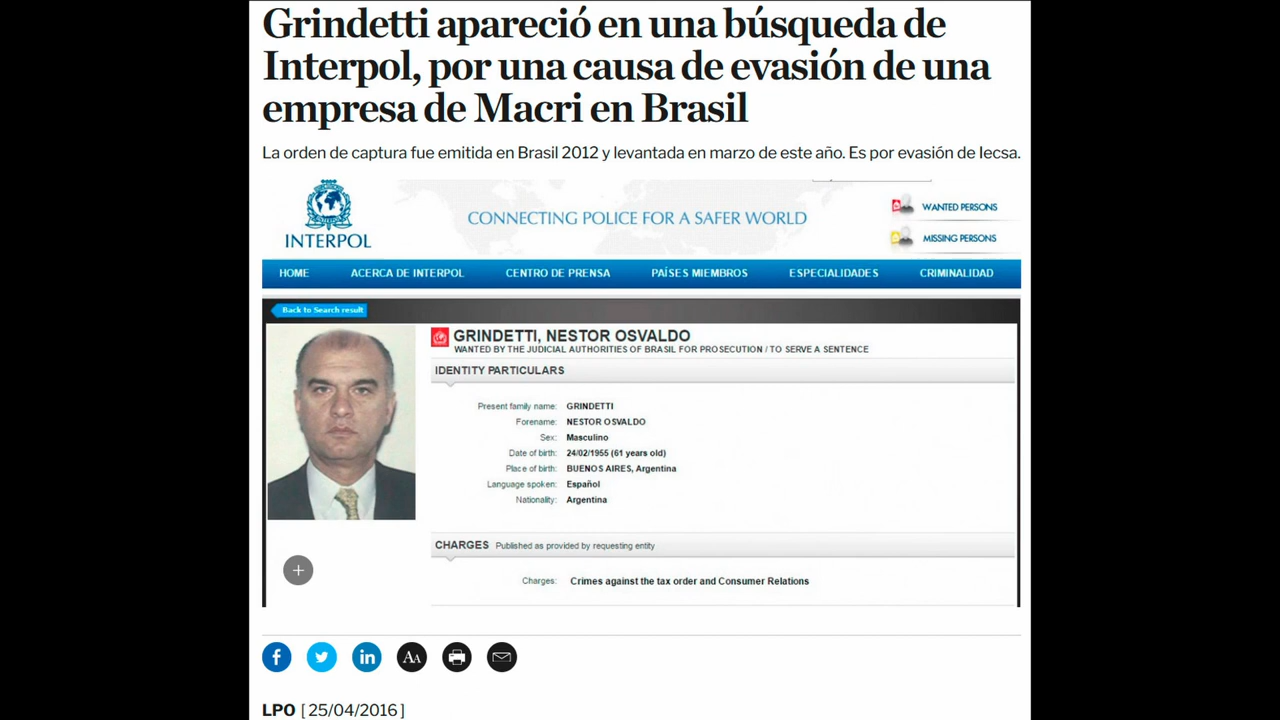 Grindetti apareció en una búsqueda de
Interpol, por una causa de evasión de una
empresa de Macri en Brasil
La orden de captura fue emitida en Brasil 2012 y levantada en marzo de este año. Es por evasión de Iecsa.
INTERPOL
CONNECTING POLICE FOR A SAFER WORLD
WANTED PERSONS
MISSING PERSONS
HOME ACERCA DE INTERPOL CENTRO DE PRENSA PAÍSES MIEMBROS ESPECIALIDADES CRIMINALIDAD
Back to Search result
GRINDETTI, NESTOR OSVALDO
WANTED BY THE JUDICIAL AUTHORITIES OF BRASIL FOR PROSECUTION / TO SERVE A SENTENCE
IDENTITY PARTICULARS
Present family name: GRINDETTI
Forename: NESTOR OSVALDO
Sex: Masculino
Date of birth: 24/02/1955 (61 years old)
Place of birth: BUENOS AIRES, Argentina
Language spoken: Español
Nationality: Argentina
CHARGES Published as provided by requesting entity
Charges: Crimes against the tax order and Consumer Relations
AA
LPO [25/04/2016]